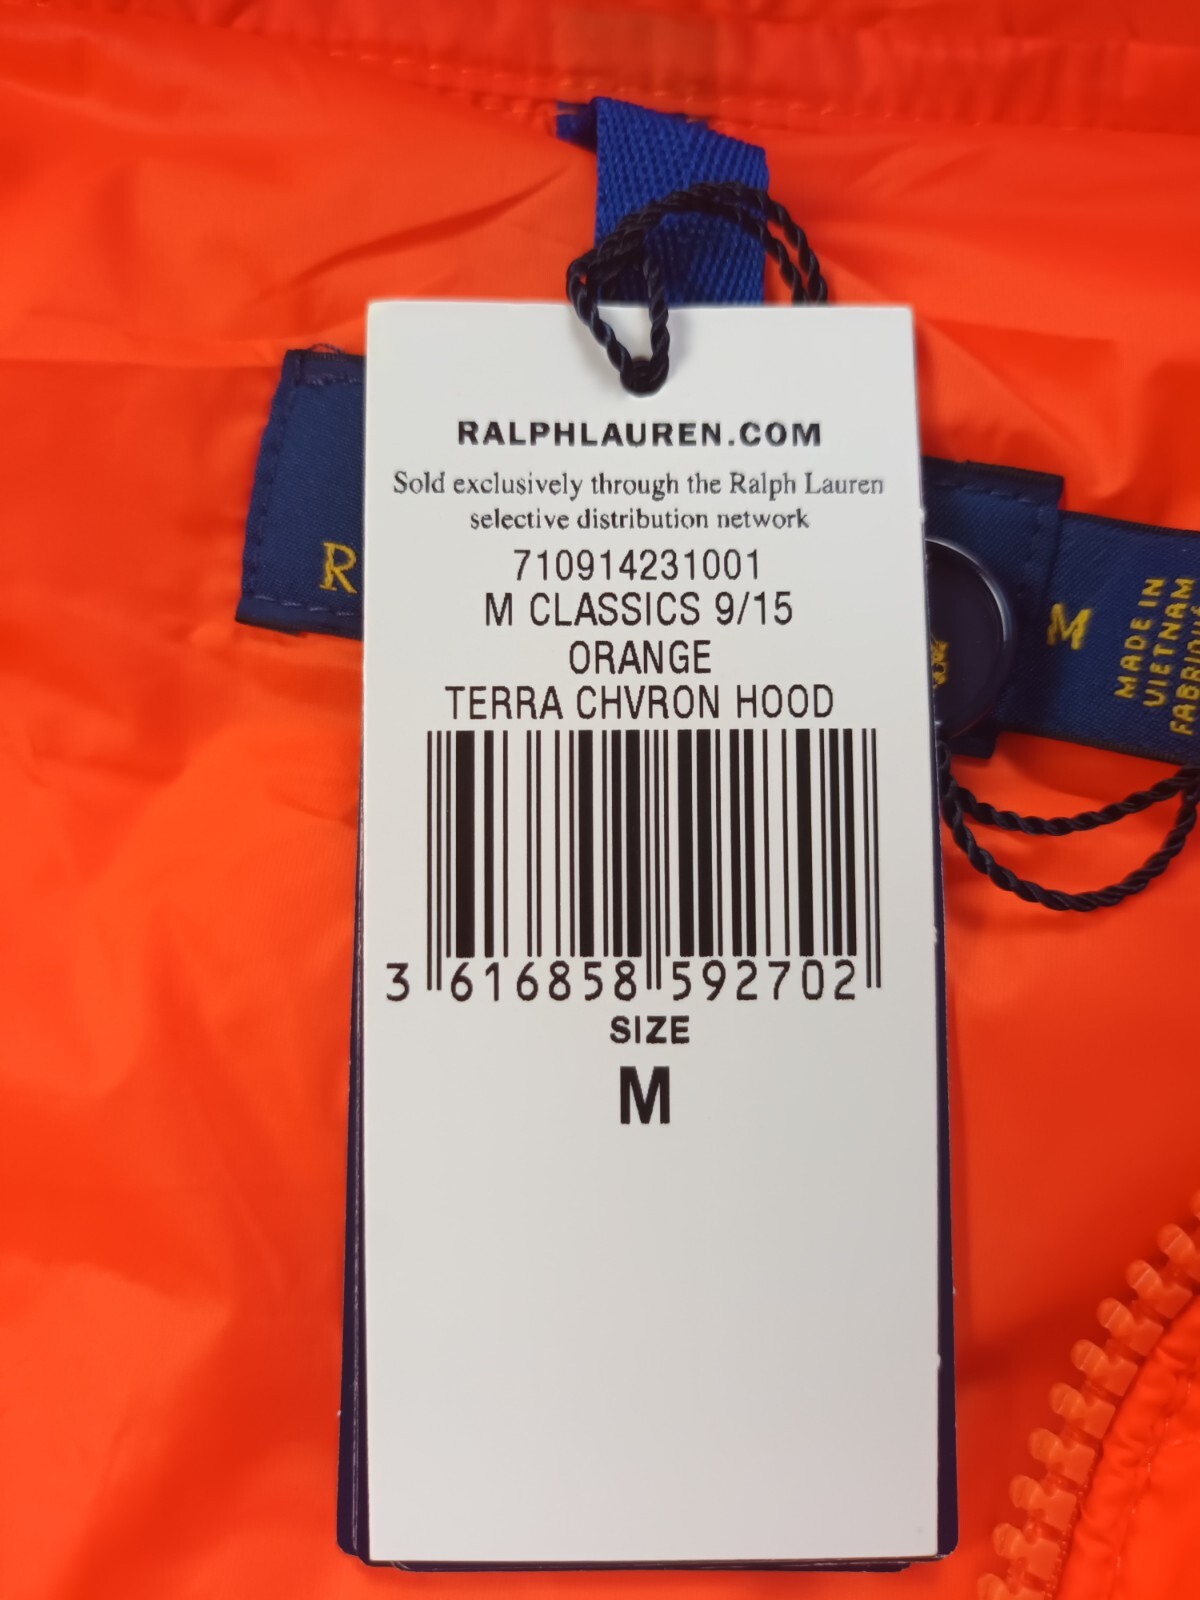 RALPHLAUREN.COM
Sold exclusively through the Ralph Lauren
selective distribution network
710914231001
M CLASSICS 9/15
ORANGE
TERRA CHVRON HOOD
3 616858 592702
SIZE
M
R
M
MADE IN
VIETNAM